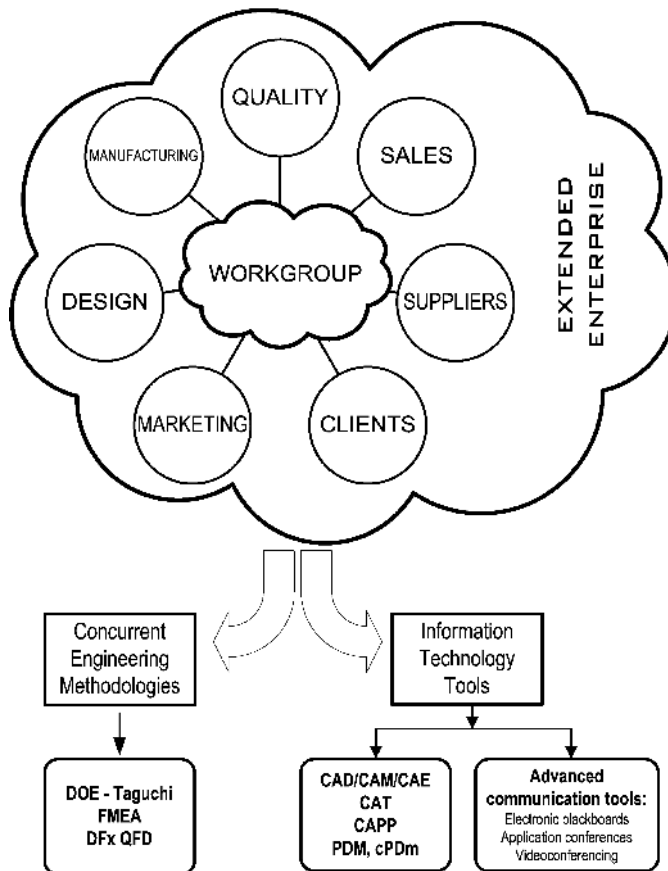 QUALITY
MANUFACTURING
SALES
WORKGROUP
DESIGN
SUPPLIERS
MARKETING
CLIENTS
EXTENDED
ENTERPRISE
Concurrent
Engineering
Methodologies
Information
Technology
Tools
DOE - Taguchi
FMEA
DFx QFD
CAD/CAM/CAE
CAT
CAPP
PDM, cPDm
Advanced
communication tools:
Electronic blackboards
Application conferences
Videoconferencing